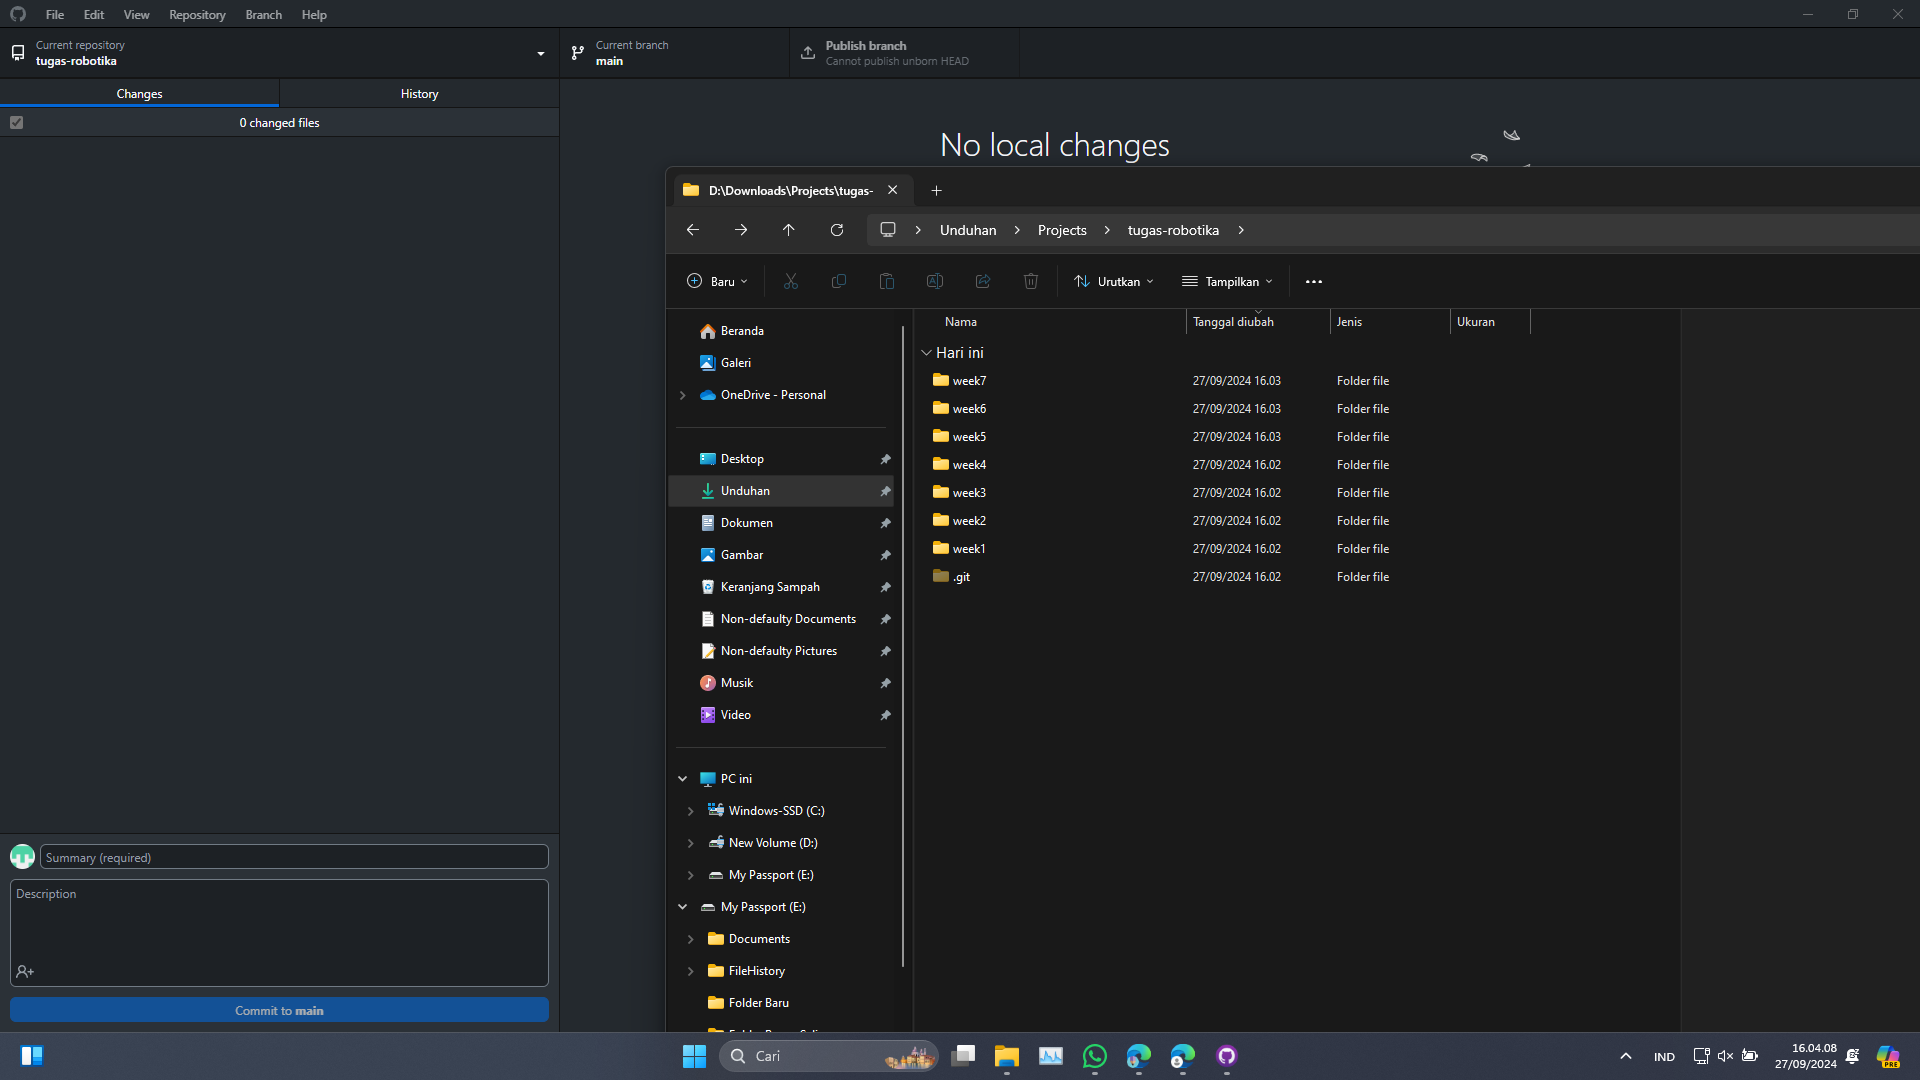 File Edit View Repository Branch Help
Current repository
tugas-robotika
Current branch
main
Publish branch
Cannot publish unborn HEAD
Changes
History
0 changed files
No local changes
D:\Downloads\Projects\tugas-
Unduhan
Projects
tugas-robotika
Baru
Urutkan
Tampilkan
Nama
Tanggal diubah
Jenis
Ukuran
Hari ini
week7 27/09/2024 16.03 Folder file
week6 27/09/2024 16.03 Folder file
week5 27/09/2024 16.03 Folder file
week4 27/09/2024 16.02 Folder file
week3 27/09/2024 16.02 Folder file
week2 27/09/2024 16.02 Folder file
week1 27/09/2024 16.02 Folder file
.git 27/09/2024 16.02 Folder file
Beranda
Galeri
OneDrive - Personal
Desktop
Unduhan
Dokumen
Gambar
Keranjang Sampah
Non-defaulty Documents
Non-defaulty Pictures
Musik
Video
PC ini
Windows-SSD (C:)
New Volume (D:)
My Passport (E:)
My Passport (E:)
Documents
FileHistory
Folder Baru
Summary (required)
Description
Commit to main
Cari
IND
16.04.08
27/09/2024
PRE